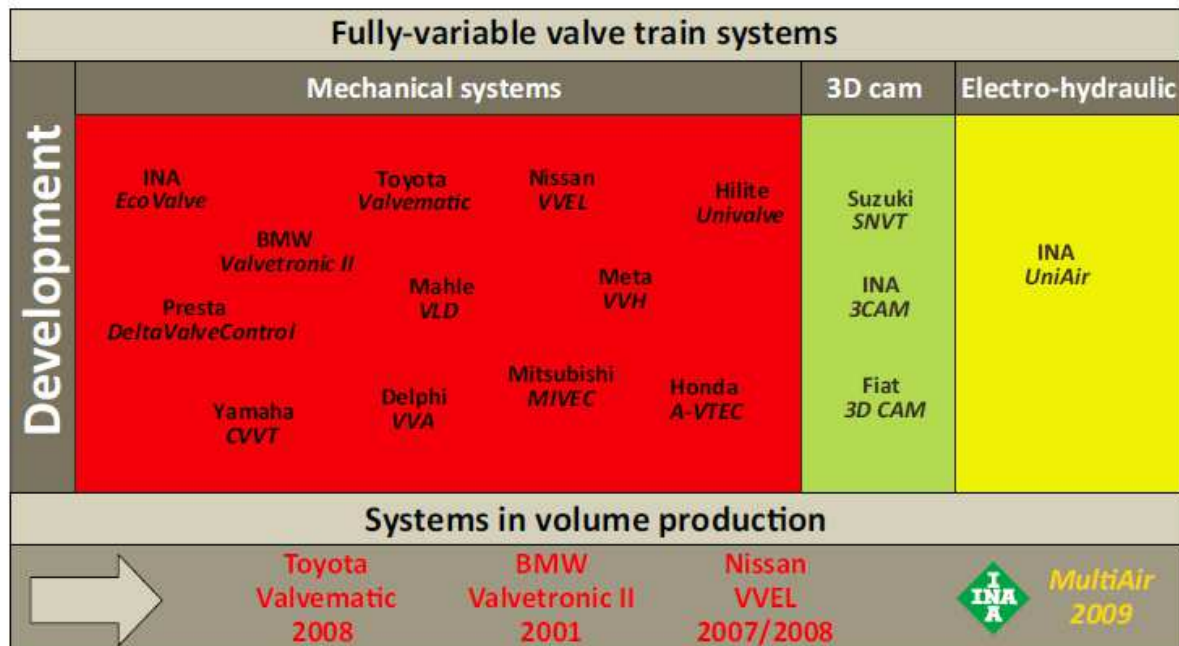 Fully-variable valve train systems
Development
Mechanical systems
3D cam
Electro-hydraulic
INA
EcoValve
Toyota
Valvematic
Nissan
VVEL
Hilite
Univalve
BMW
Valvetronic II
Mahle
VLD
Meta
VVH
Presta
DeltaValveControl
Yamaha
CVVT
Delphi
VVA
Mitsubishi
MIVEC
Honda
A-VTEC
Suzuki
SNVT
INA
3CAM
Fiat
3D CAM
INA
UniAir
Systems in volume production
Toyota
Valvematic
2008
BMW
Valvetronic II
2001
Nissan
VVEL
2007/2008
I
INA
A
MultiAir
2009